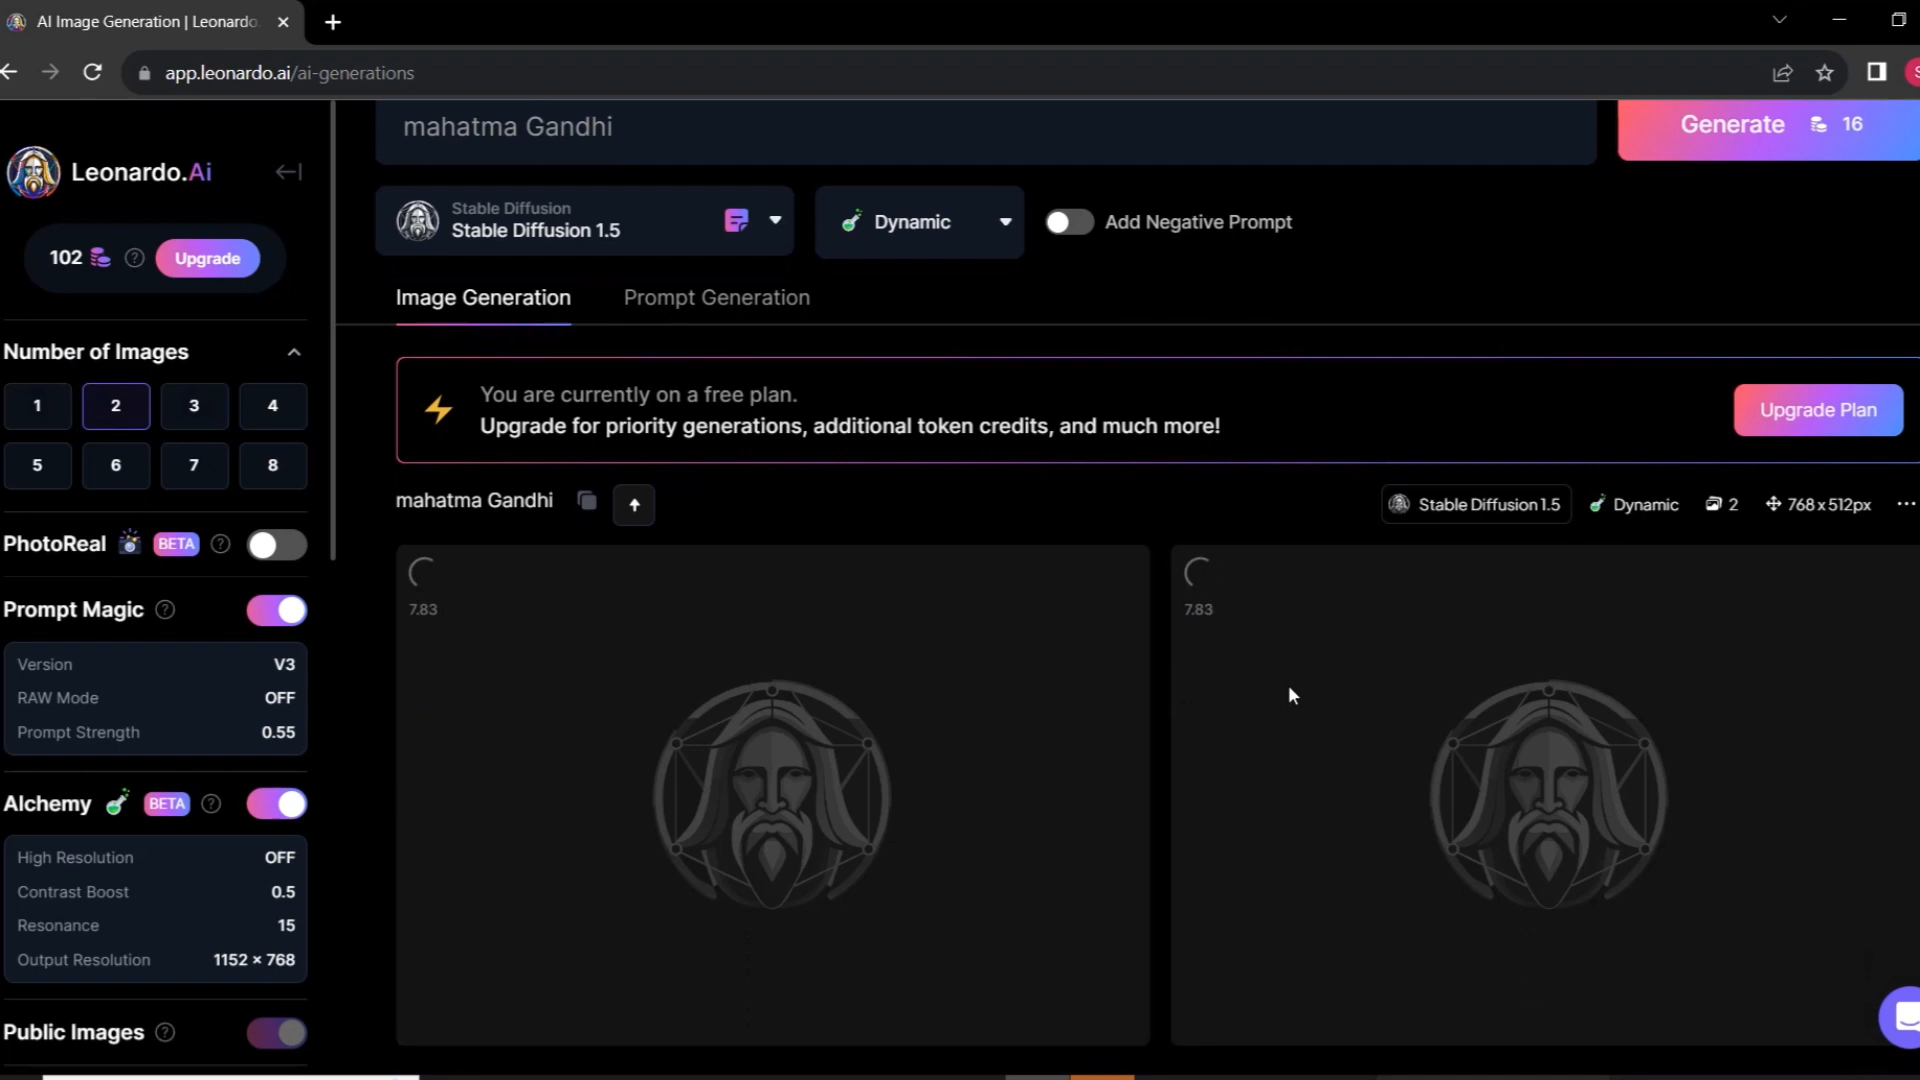 AI Image Generation | Leonardo.
app.leonardo.ai/ai-generations
S
Leonardo.Ai
102
Upgrade
Number of Images
1
2
3
4
5
6
7
8
PhotoReal BETA
Prompt Magic
Version V3
RAW Mode OFF
Prompt Strength 0.55
Alchemy BETA
High Resolution OFF
Contrast Boost 0.5
Resonance 15
Output Resolution 1152 × 768
Public Images
mahatma Gandhi
Generate 16
Stable Diffusion
Stable Diffusion 1.5
Dynamic
Add Negative Prompt
Image Generation
Prompt Generation
You are currently on a free plan.
Upgrade for priority generations, additional token credits, and much more!
Upgrade Plan
mahatma Gandhi
Stable Diffusion 1.5
Dynamic
2
768 x 512px
7.83
7.83